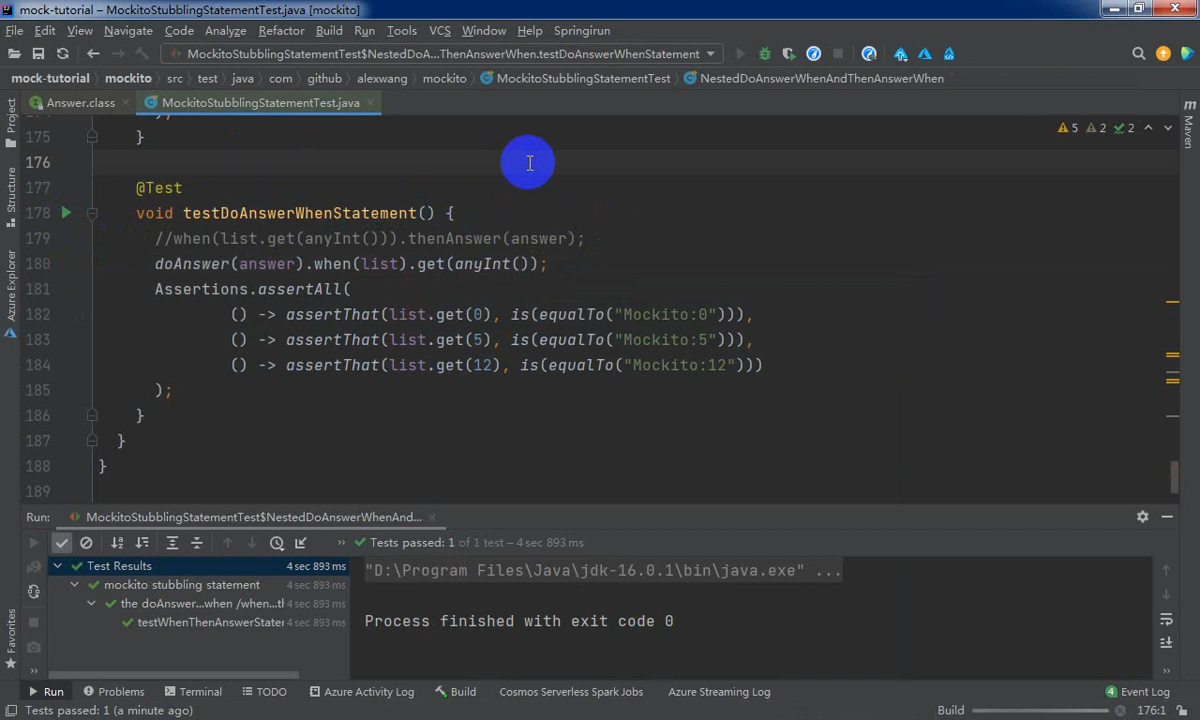 mock-tutorial – MockitoStubblingStatementTest.java [mockito]
File Edit View Navigate Code Analyze Refactor Build Run Tools VCS Window Help Springirun
MockitoStubblingStatementTest$NestedDoA...ThenAnswerWhen.testDoAnswerWhenStatement
mock-tutorial mockito src test java com github alexwang mockito MockitoStubblingStatementTest NestedDoAnswerWhenAndThenAnswerWhen
Answer.class MockitoStubblingStatementTest.java
Project
Structure
Azure Explorer
Favorites
Maven
5 2 2
175 }
176
177 @Test
178 void testDoAnswerWhenStatement() {
179 //when(list.get(anyInt())).thenAnswer(answer);
180 doAnswer(answer).when(list).get(anyInt());
181 Assertions.assertAll(
182 () -> assertThat(list.get(0), is(equalTo("Mockito:0"))),
183 () -> assertThat(list.get(5), is(equalTo("Mockito:5"))),
184 () -> assertThat(list.get(12), is(equalTo("Mockito:12")))
185 );
186 }
187 }
188 }
189
Run: MockitoStubblingStatementTest$NestedDoAnswerWhenAnd...
Tests passed: 1 of 1 test – 4 sec 893 ms
Test Results 4 sec 893 ms
mockito stubbling statement 4 sec 893 ms
the doAnswer...when /when...tl 4 sec 893 ms
testWhenThenAnswerStater 4 sec 893 ms
"D:\Program Files\Java\jdk-16.0.1\bin\java.exe" ...
Process finished with exit code 0
Run Problems Terminal TODO Azure Activity Log Build Cosmos Serverless Spark Jobs Azure Streaming Log 4 Event Log
Tests passed: 1 (a minute ago) Build 176:1